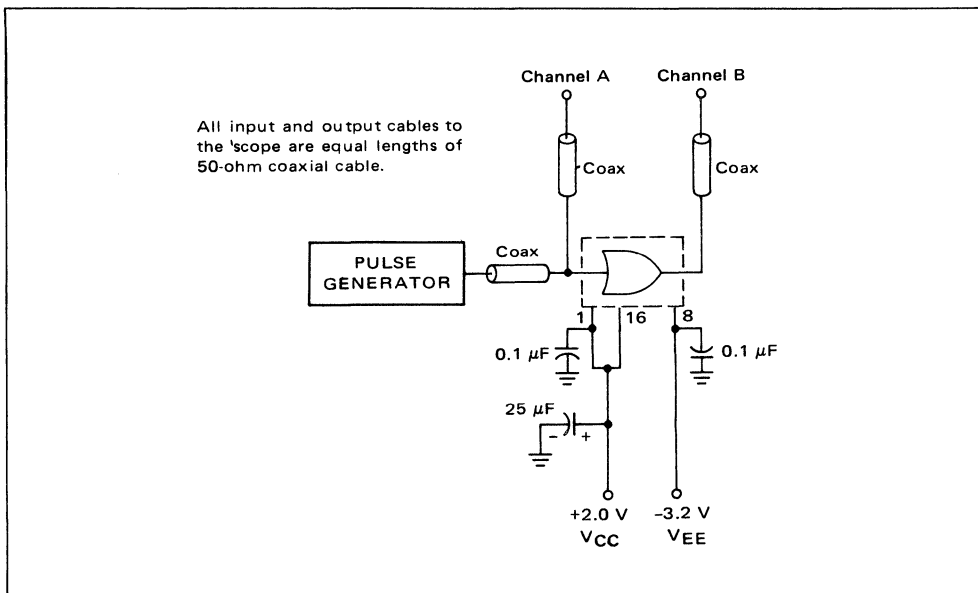 Channel A
Channel B
All input and output cables to
the 'scope are equal lengths of
50-ohm coaxial cable.
Coax
Coax
Coax
PULSE
GENERATOR
1
16
8
0.1 µF
0.1 µF
25 µF
– +
+2.0 V
VCC
–3.2 V
VEE